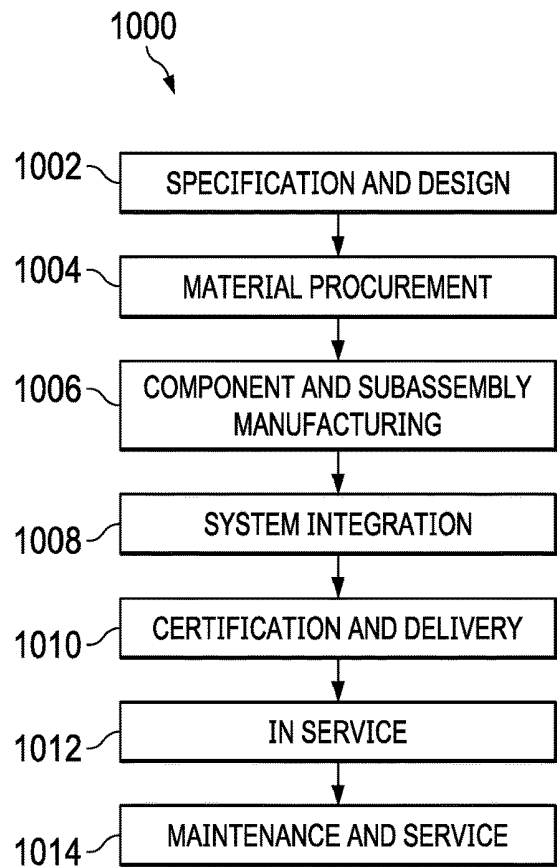 1000
1002
SPECIFICATION AND DESIGN
1004
MATERIAL PROCUREMENT
1006
COMPONENT AND SUBASSEMBLY
MANUFACTURING
1008
SYSTEM INTEGRATION
1010
CERTIFICATION AND DELIVERY
1012
IN SERVICE
1014
MAINTENANCE AND SERVICE